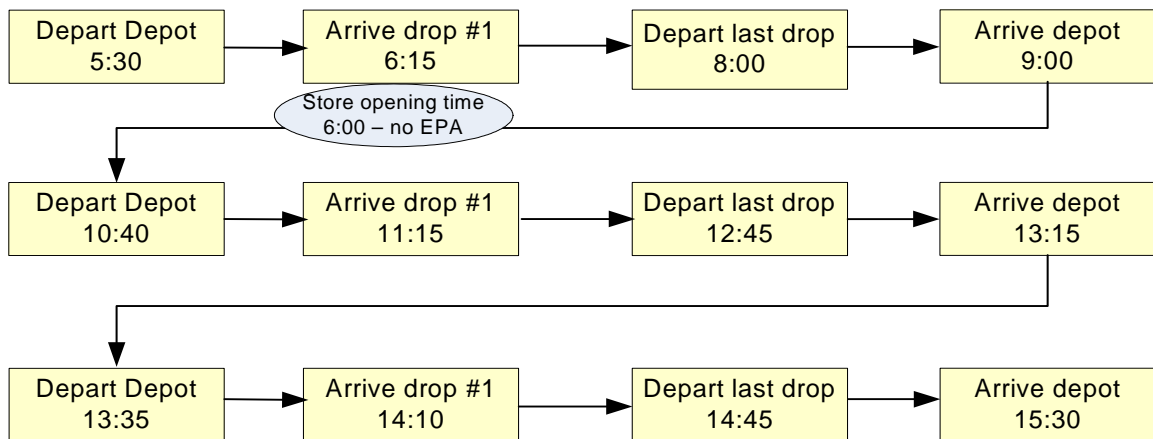 Depart Depot
5:30
Arrive drop #1
6:15
Depart last drop
8:00
Arrive depot
9:00
Store opening time
6:00 – no EPA
Depart Depot
10:40
Arrive drop #1
11:15
Depart last drop
12:45
Arrive depot
13:15
Depart Depot
13:35
Arrive drop #1
14:10
Depart last drop
14:45
Arrive depot
15:30